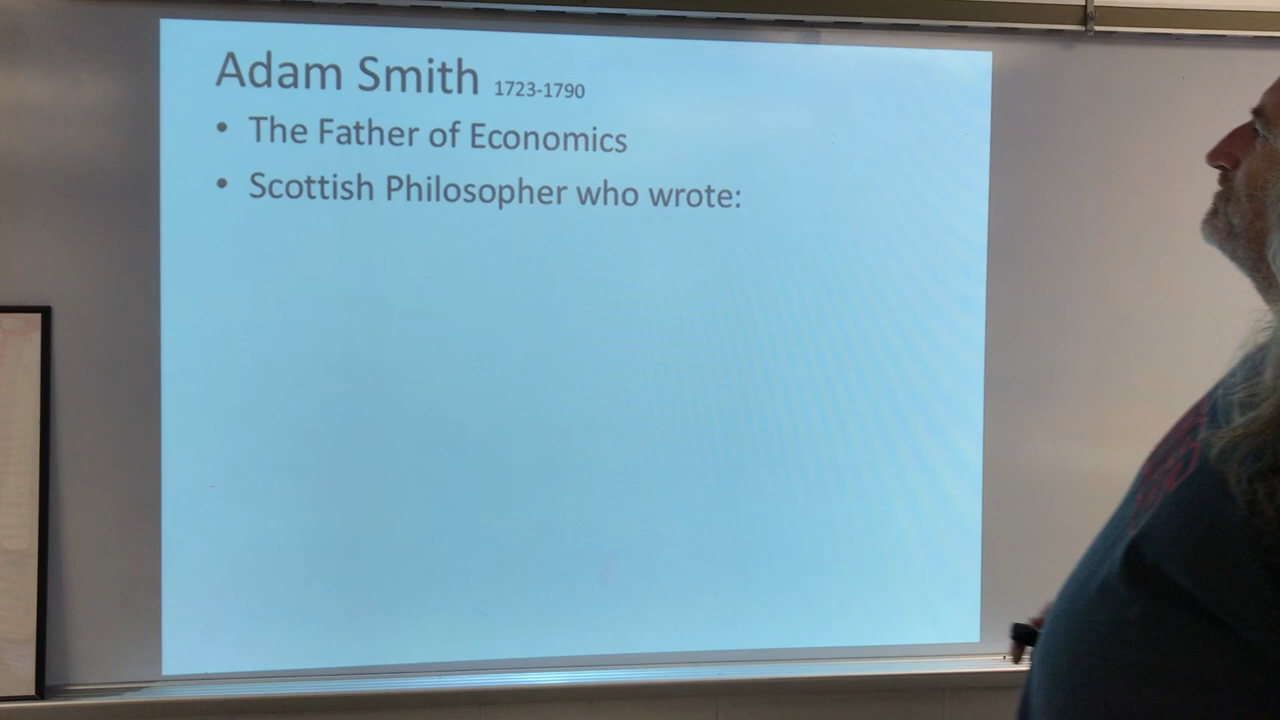 Adam Smith 1723-1790
• The Father of Economics
• Scottish Philosopher who wrote: